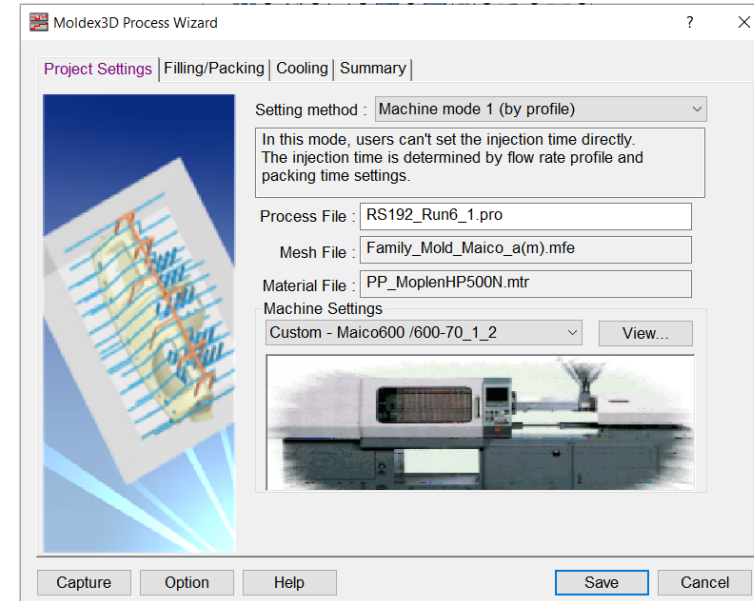 Moldex3D Process Wizard
?
Project Settings Filling/Packing Cooling Summary
Setting method : Machine mode 1 (by profile)
In this mode, users can't set the injection time directly.
The injection time is determined by flow rate profile and
packing time settings.
Process File : RS192_Run6_1.pro
Mesh File : Family_Mold_Maico_a(m).mfe
Material File : PP_MoplenHP500N.mtr
Machine Settings
Custom - Maico600 /600-70_1_2
View...
Capture Option Help Save Cancel